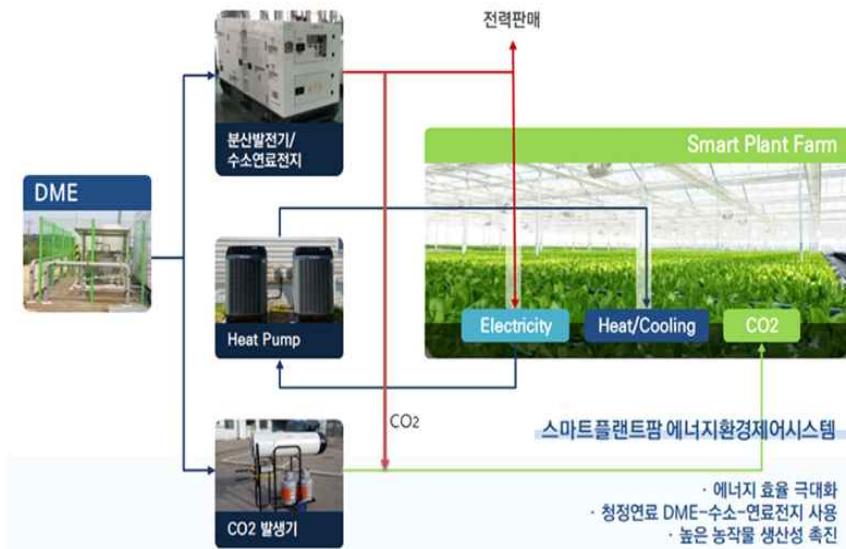 전력판매
분산발전기/
수소연료전지
Smart Plant Farm
DME
Heat Pump
Electricity
Heat/Cooling
CO2
CO2
스마트플랜트팜 에너지환경제어시스템
CO2 발생기
· 에너지 효율 극대화
· 청정연료 DME-수소-연료전지 사용
· 높은 농작물 생산성 촉진